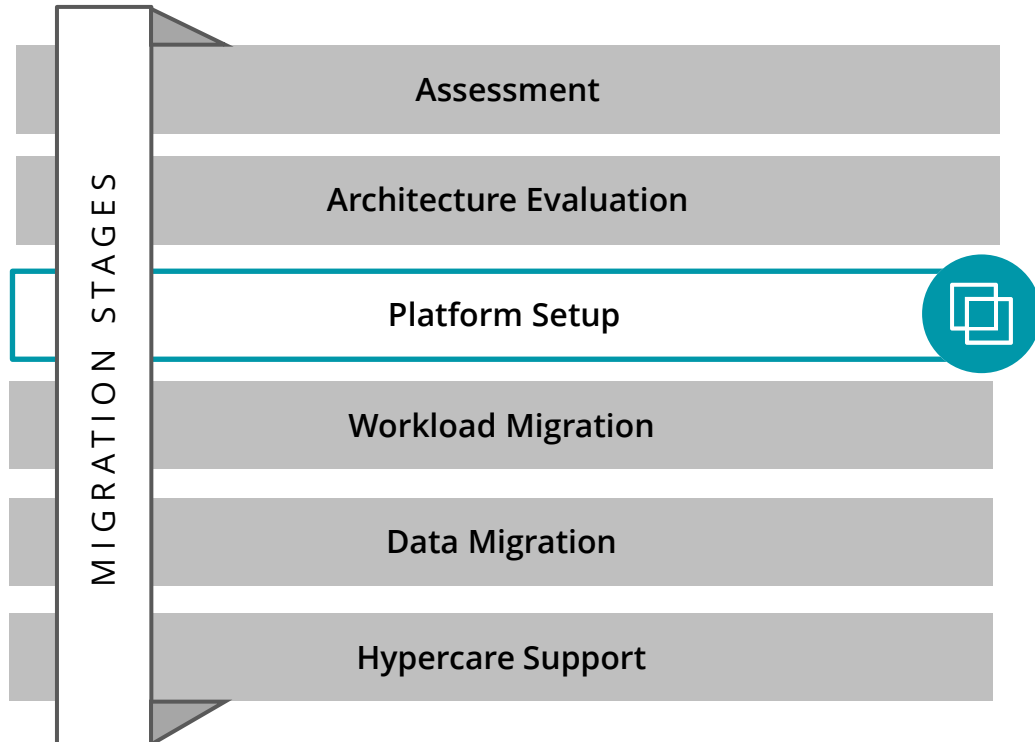 MIGRATION STAGES
Assessment
Architecture Evaluation
Platform Setup
Workload Migration
Data Migration
Hypercare Support